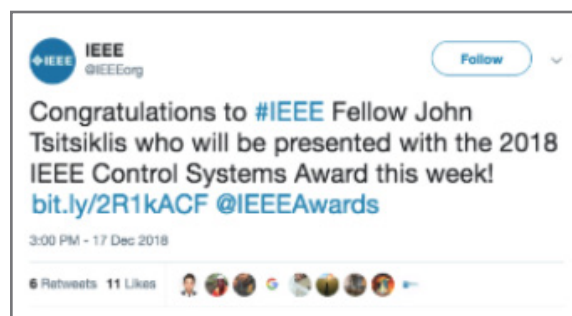 IEEE
IEEE
@IEEEorg
Follow
Congratulations to #IEEE Fellow John
Tsitsiklis who will be presented with the 2018
IEEE Control Systems Award this week!
bit.ly/2R1kACF @IEEEAwards
3:00 PM - 17 Dec 2018
6 Retweets 11 Likes